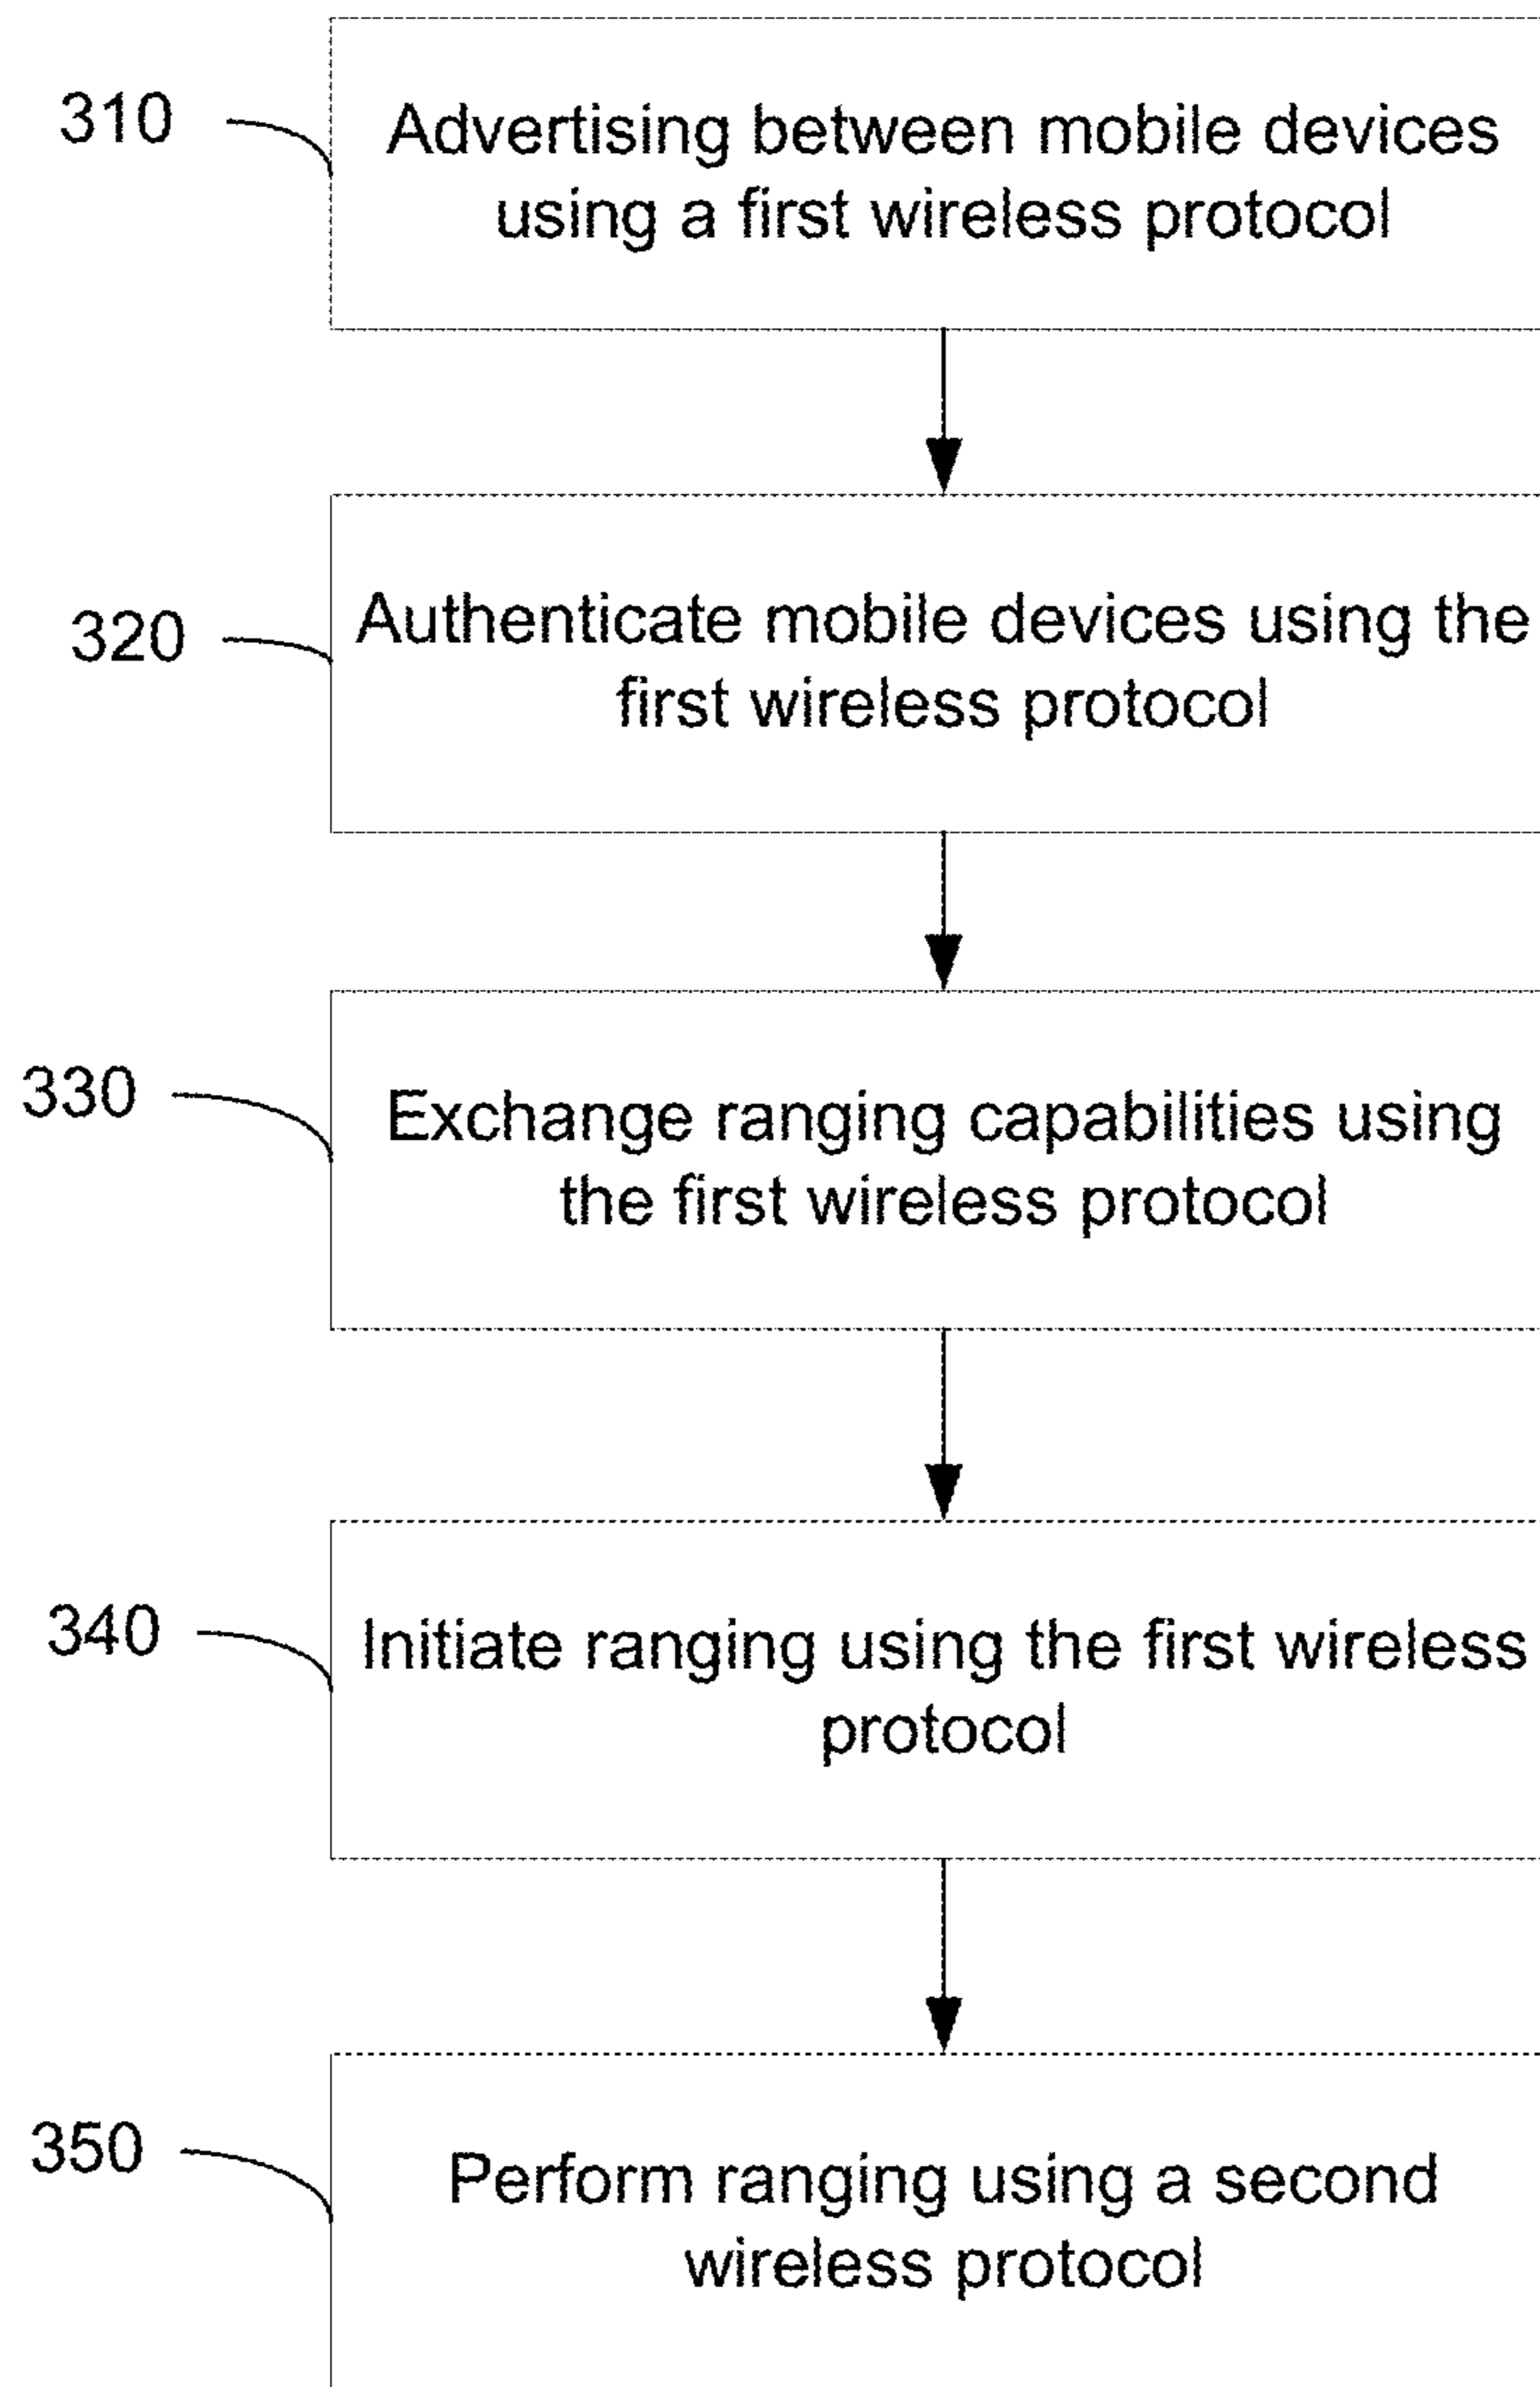 310
Advertising between mobile devices
using a first wireless protocol
320
Authenticate mobile devices using the
first wireless protocol
330
Exchange ranging capabilities using
the first wireless protocol
340
Initiate ranging using the first wireless
protocol
350
Perform ranging using a second
wireless protocol